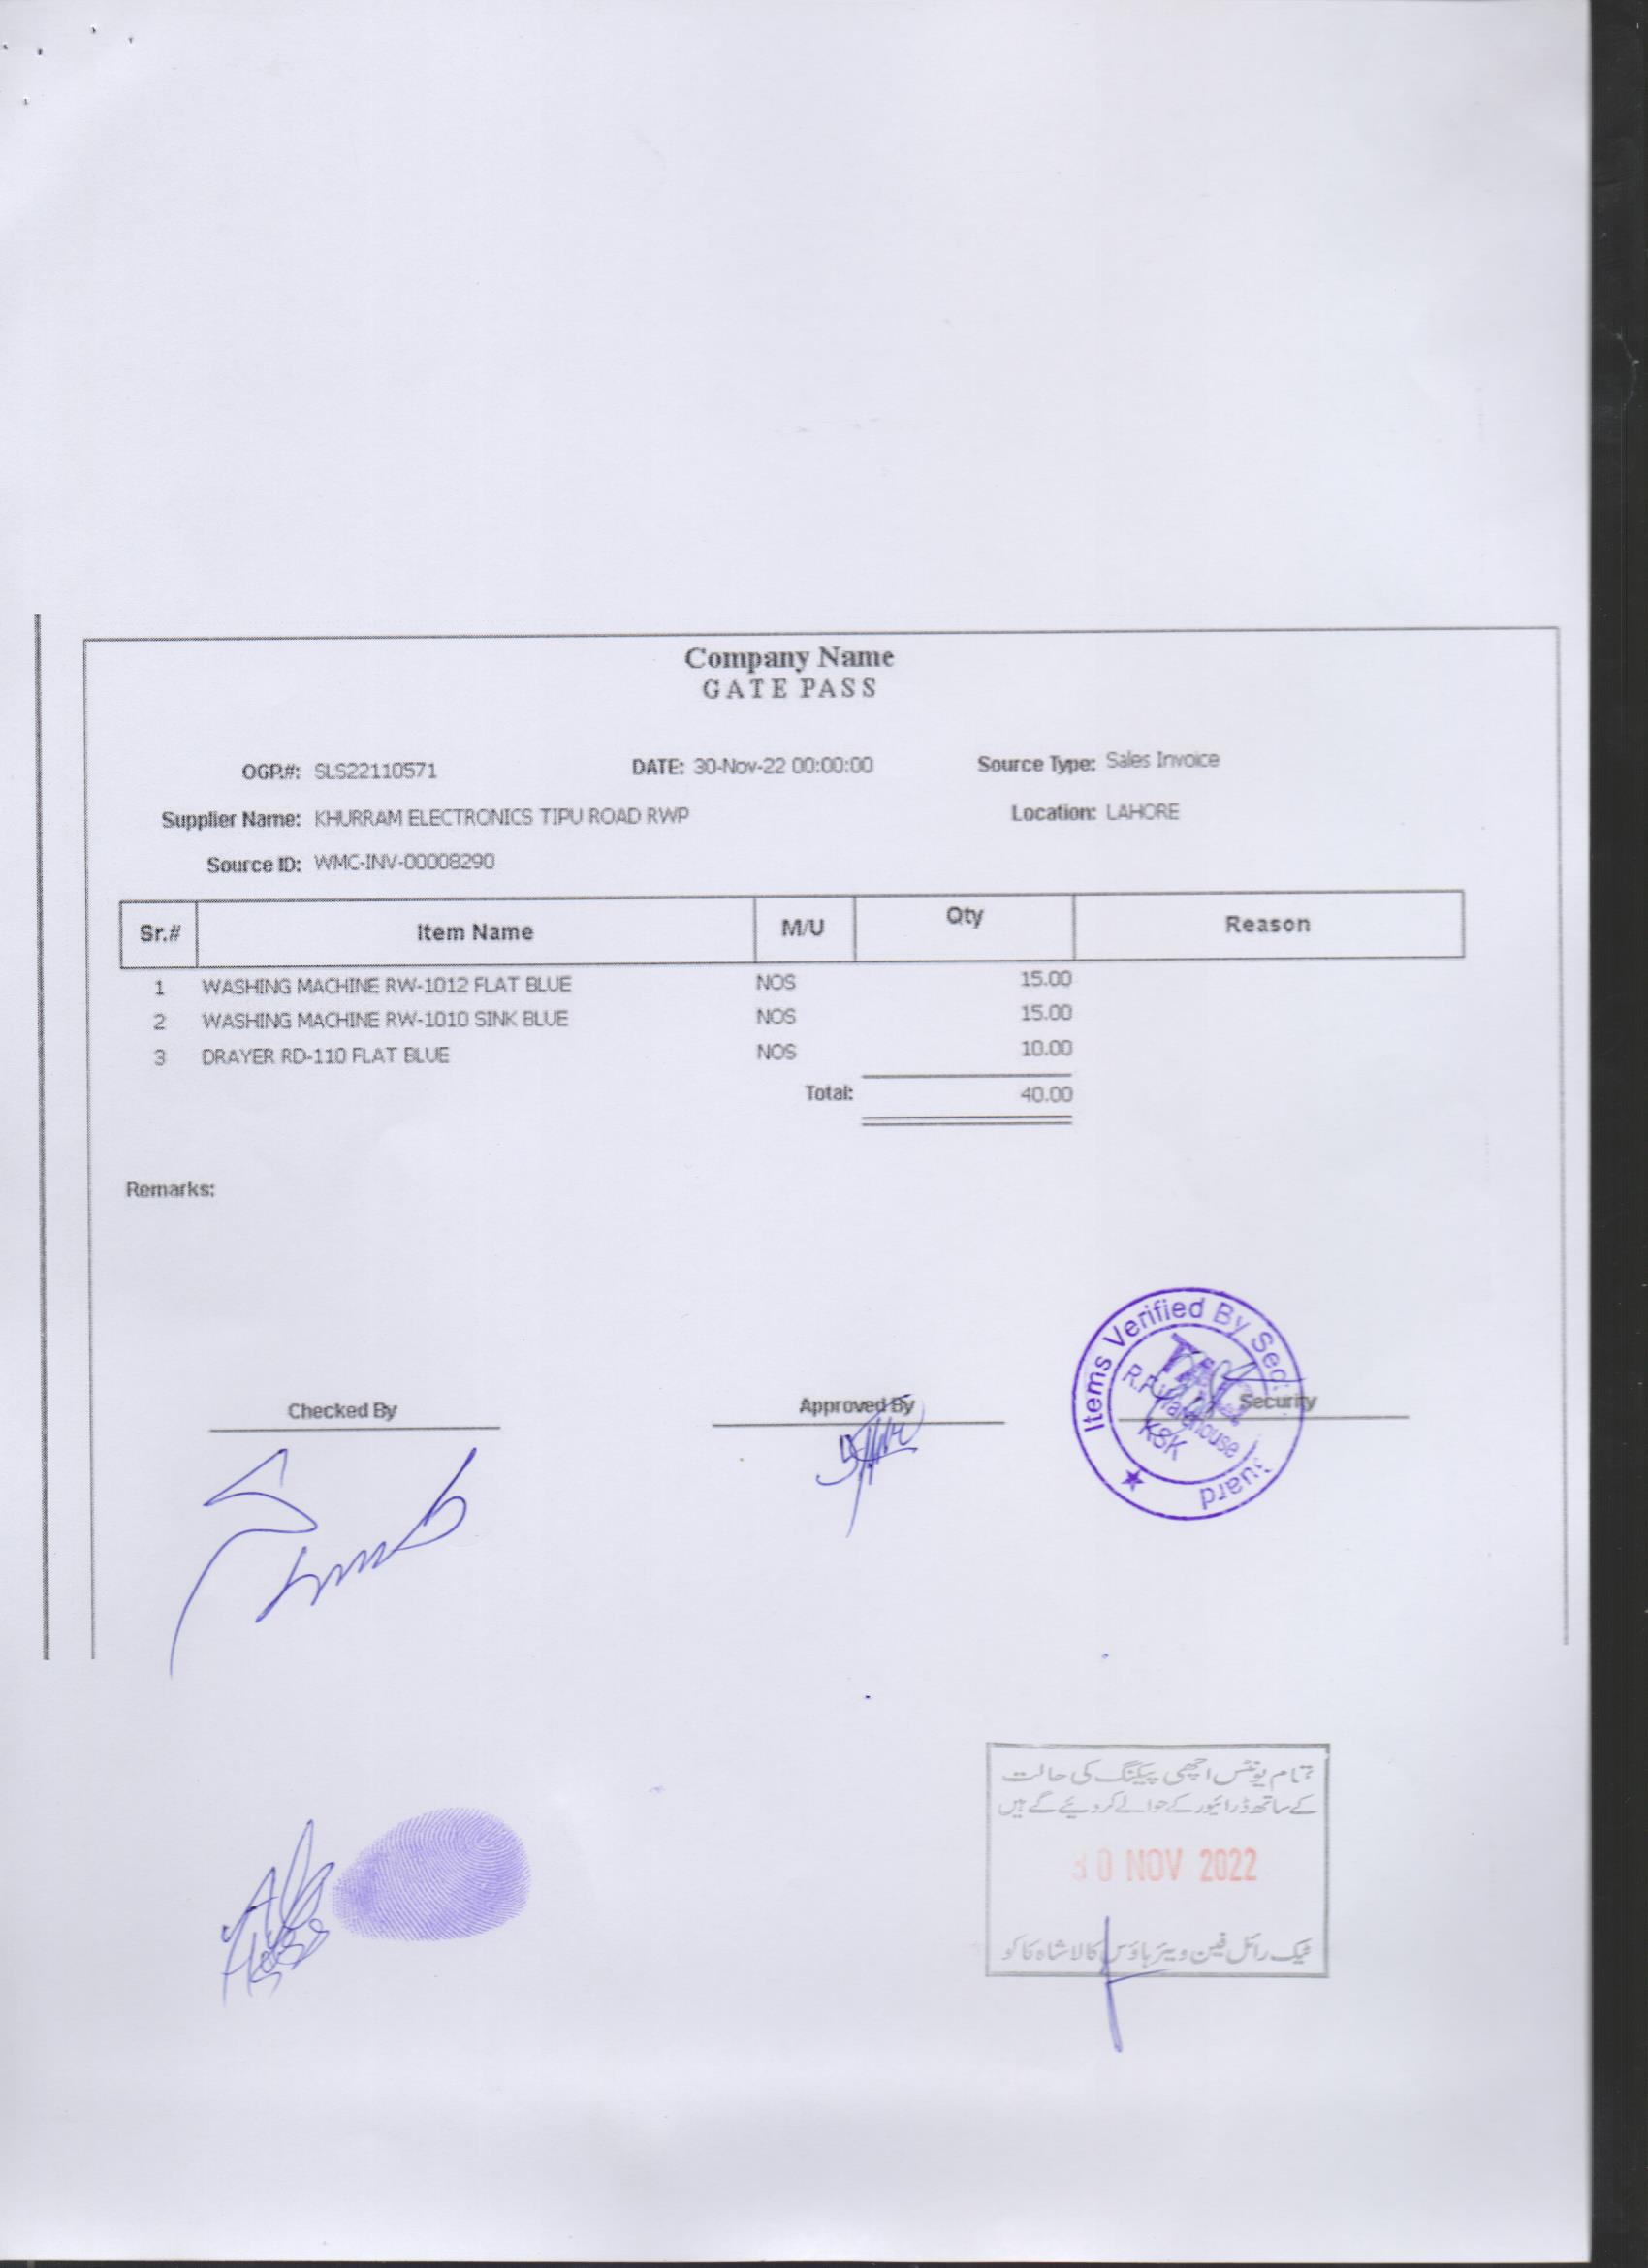 Company Name
GATE PASS
OGP.#: SLS22110571 DATE: 30-Nov-22 00:00:00 Source Type: Sales Invoice
Supplier Name: KHURRAM ELECTRONICS TIPU ROAD RWP Location: LAHORE
Source ID: WMC-INV-00008290
Sr.# Item Name M/U Qty Reason
1 WASHING MACHINE RW-1012 FLAT BLUE NOS 15.00
2 WASHING MACHINE RW-1010 SINK BLUE NOS 15.00
3 DRAYER RD-110 FLAT BLUE NOS 10.00
Total: 40.00
Remarks:
Checked By Approved By Security
Items Verified By Sec.
R.F Warehouse
KSK
uard
تمام یونٹس اچھی پیکنگ کی حالت
کے ساتھ ڈرائیور کے حوالے کر دیئے گئے ہیں
30 NOV 2022
ٹیک رائل فین ویئر ہاؤس کالا شاہ کاکو